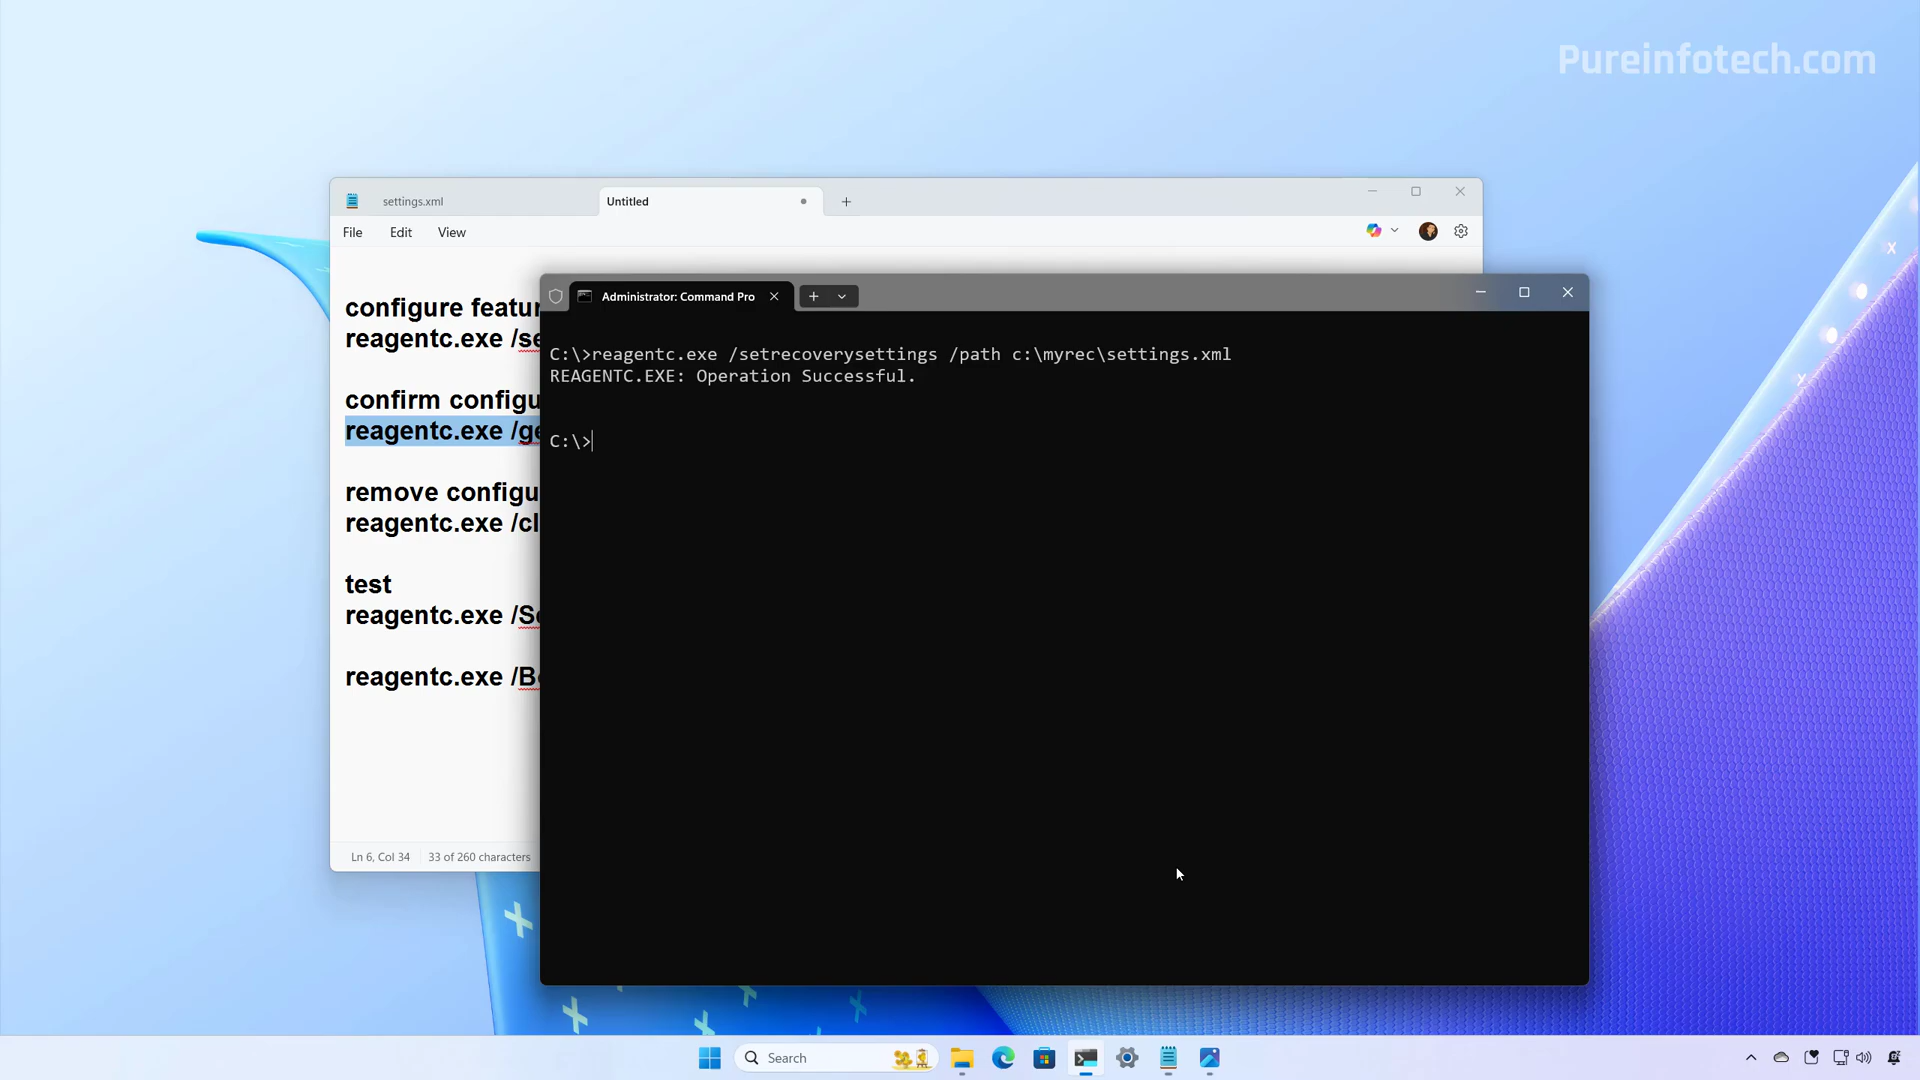 Pureinfotech.com
settings.xml
Untitled
File Edit View
configure featur
reagentc.exe /se
confirm configu
reagentc.exe /ge
remove configu
reagentc.exe /cl
test
reagentc.exe /Se
reagentc.exe /Bo
Ln 6, Col 34 33 of 260 characters
Administrator: Command Pro
C:\>reagentc.exe /setrecoverysettings /path c:\myrec\settings.xml
REAGENTC.EXE: Operation Successful.
C:\>
Search